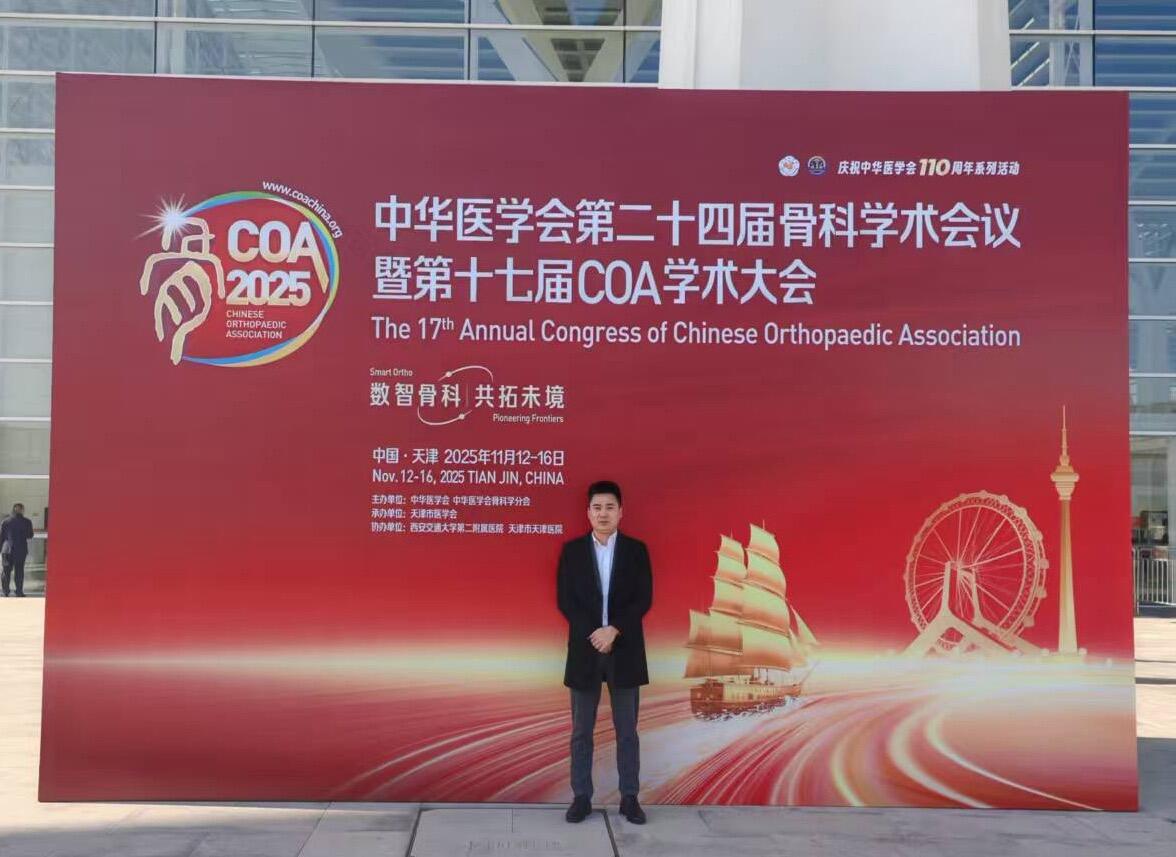 庆祝中华医学会110周年系列活动
www.coachina.org
COA
2025
CHINESE
ORTHOPAEDIC
ASSOCIATION
中华医学会第二十四届骨科学术会议
暨第十七届COA学术大会
The 17th Annual Congress of Chinese Orthopaedic Association
Smart Ortho
数智骨科 | 共拓未境
Pioneering Frontiers
中国·天津 2025年11月12-16日
Nov. 12-16, 2025 TIAN JIN, CHINA
主办单位：中华医学会 中华医学会骨科学分会
承办单位：天津市医学会
协办单位：西安交通大学第二附属医院 天津市天津医院